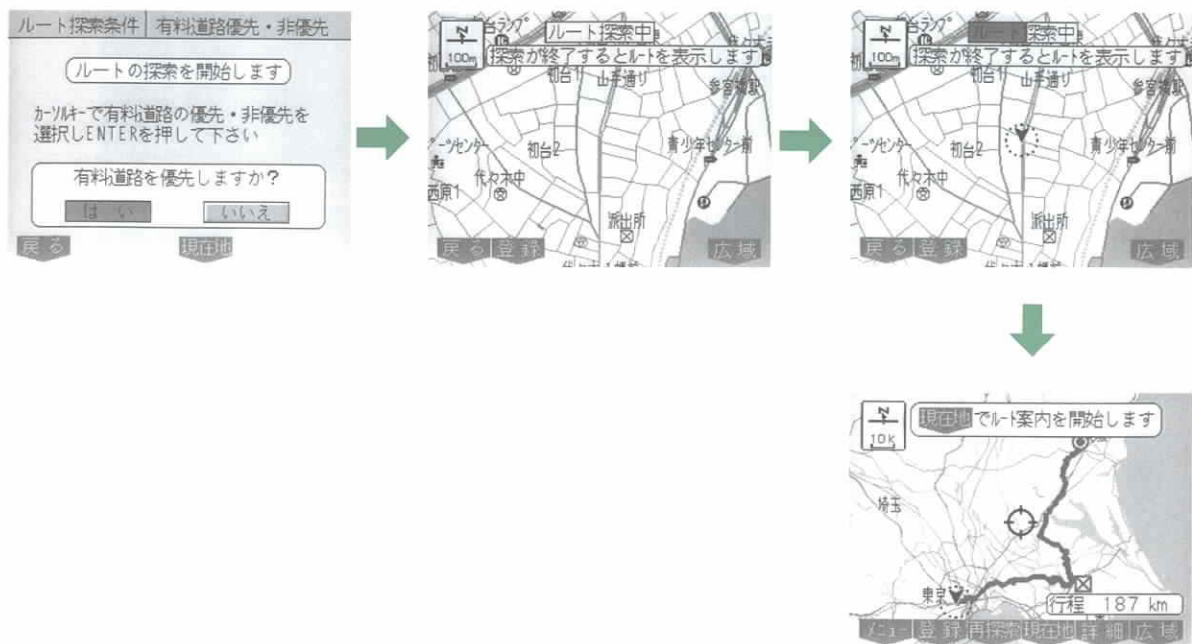 ルート探索条件 有料道路優先・非優先
ルートの探索を開始します
カーソルキーで有料道路の優先・非優先を
選択しENTERを押して下さい
有料道路を優先しますか?
はい いいえ
戻る 現在地
ルート探索中
100m
探索が終了するとルートを表示します
初台1 山手通り
参宮橋駅
初台2
青少年センター前
代々木中
西原1
派出所
戻る 登録 広域
ルート探索中
100m
探索が終了するとルートを表示します
初台1 山手通り
参宮橋駅
初台2
青少年センター前
代々木中
西原1
派出所
戻る 登録 広域
現在地でルート案内を開始します
10k
埼玉
東京
行程 187 km
メニュー 登録 再探索 現在地 詳細 広域